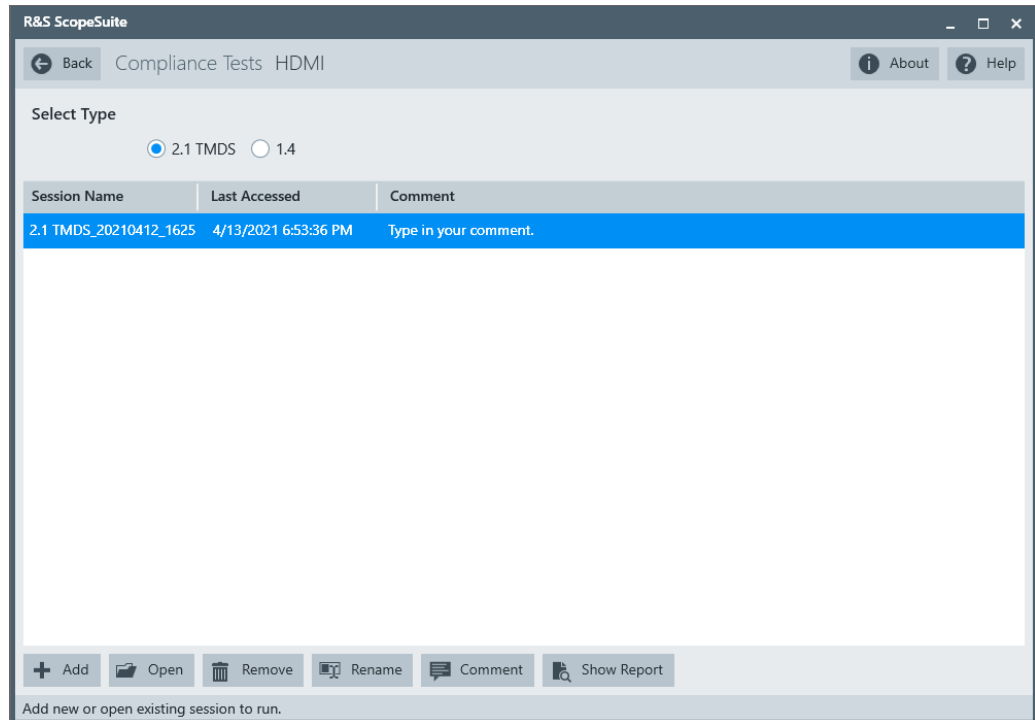 R&S ScopeSuite
Back Compliance Tests HDMI About Help
Select Type
2.1 TMDS 1.4
Session Name Last Accessed Comment
2.1 TMDS_20210412_1625 4/13/2021 6:53:36 PM Type in your comment.
Add Open Remove Rename Comment Show Report
Add new or open existing session to run.